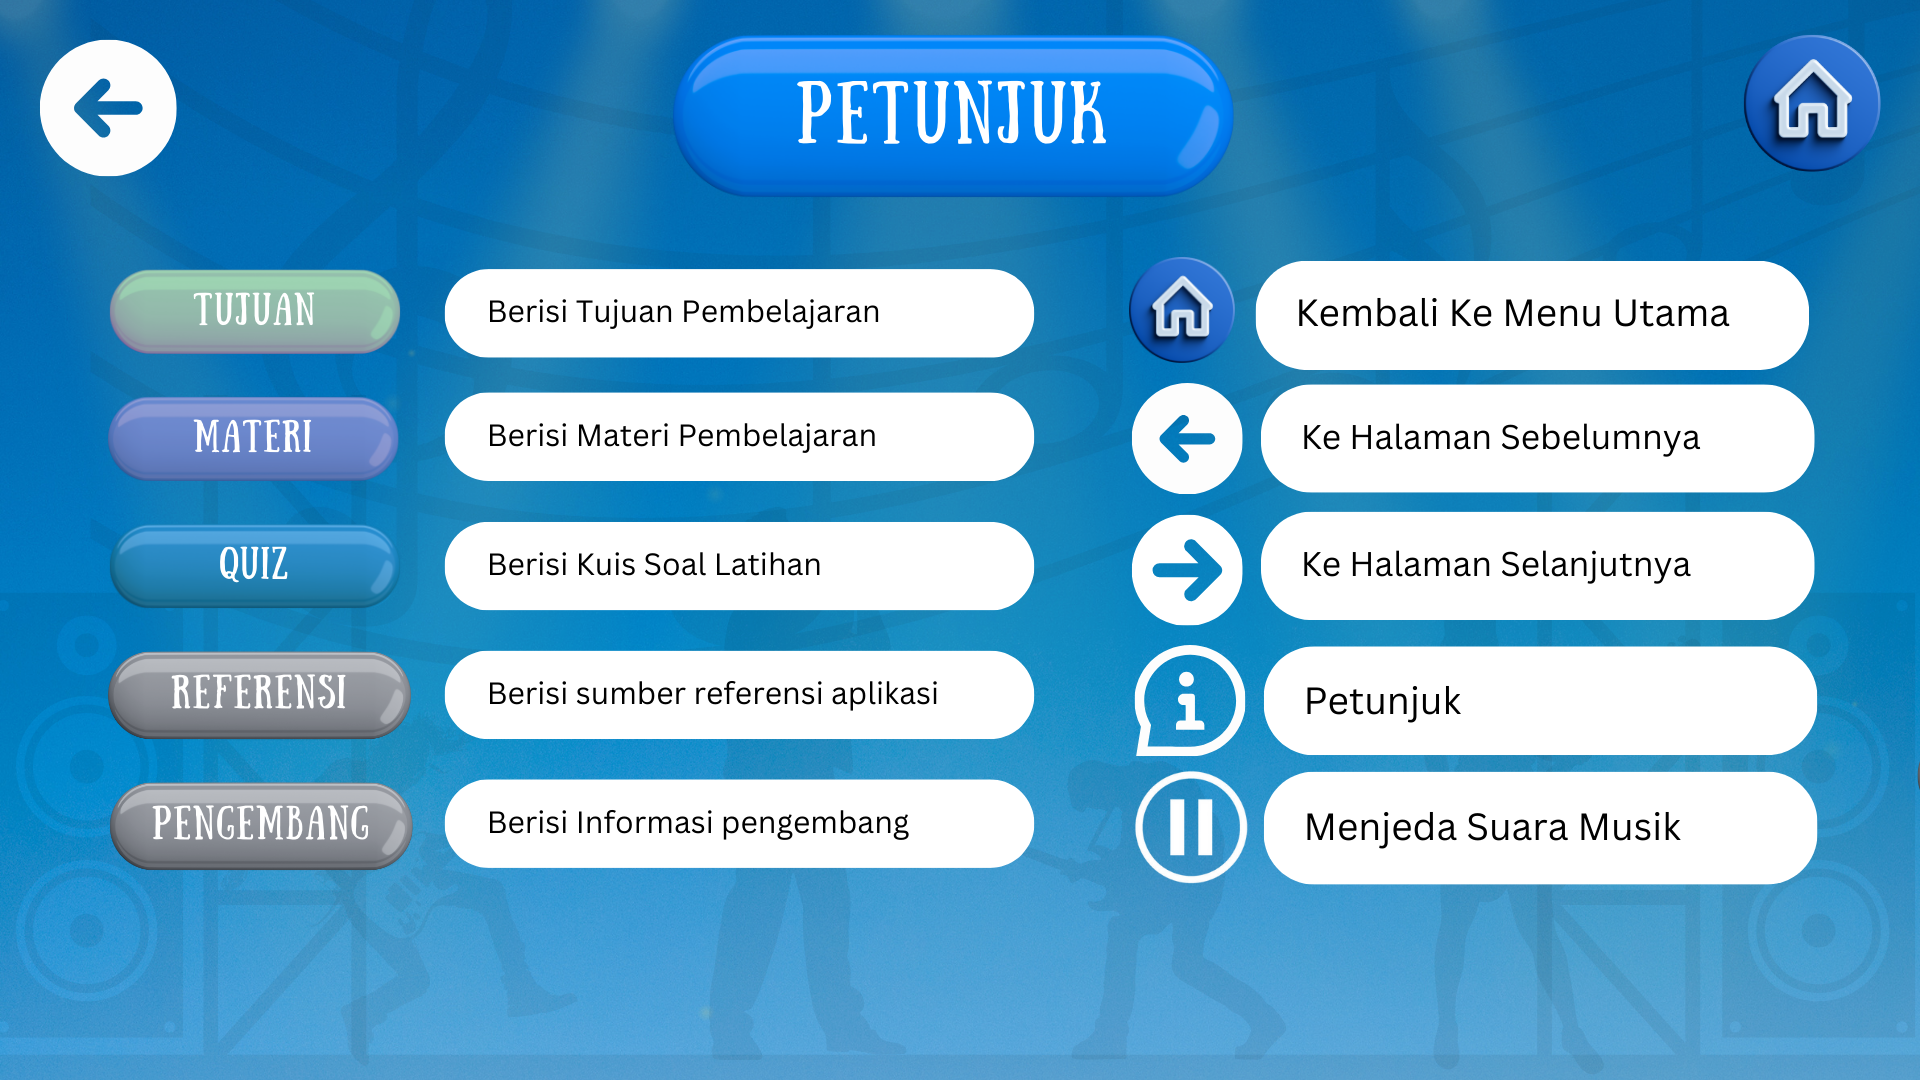 PETUNJUK
TUJUAN
Berisi Tujuan Pembelajaran
MATERI
Berisi Materi Pembelajaran
QUIZ
Berisi Kuis Soal Latihan
REFERENSI
Berisi sumber referensi aplikasi
PENGEMBANG
Berisi Informasi pengembang
Kembali Ke Menu Utama
Ke Halaman Sebelumnya
Ke Halaman Selanjutnya
Petunjuk
Menjeda Suara Musik